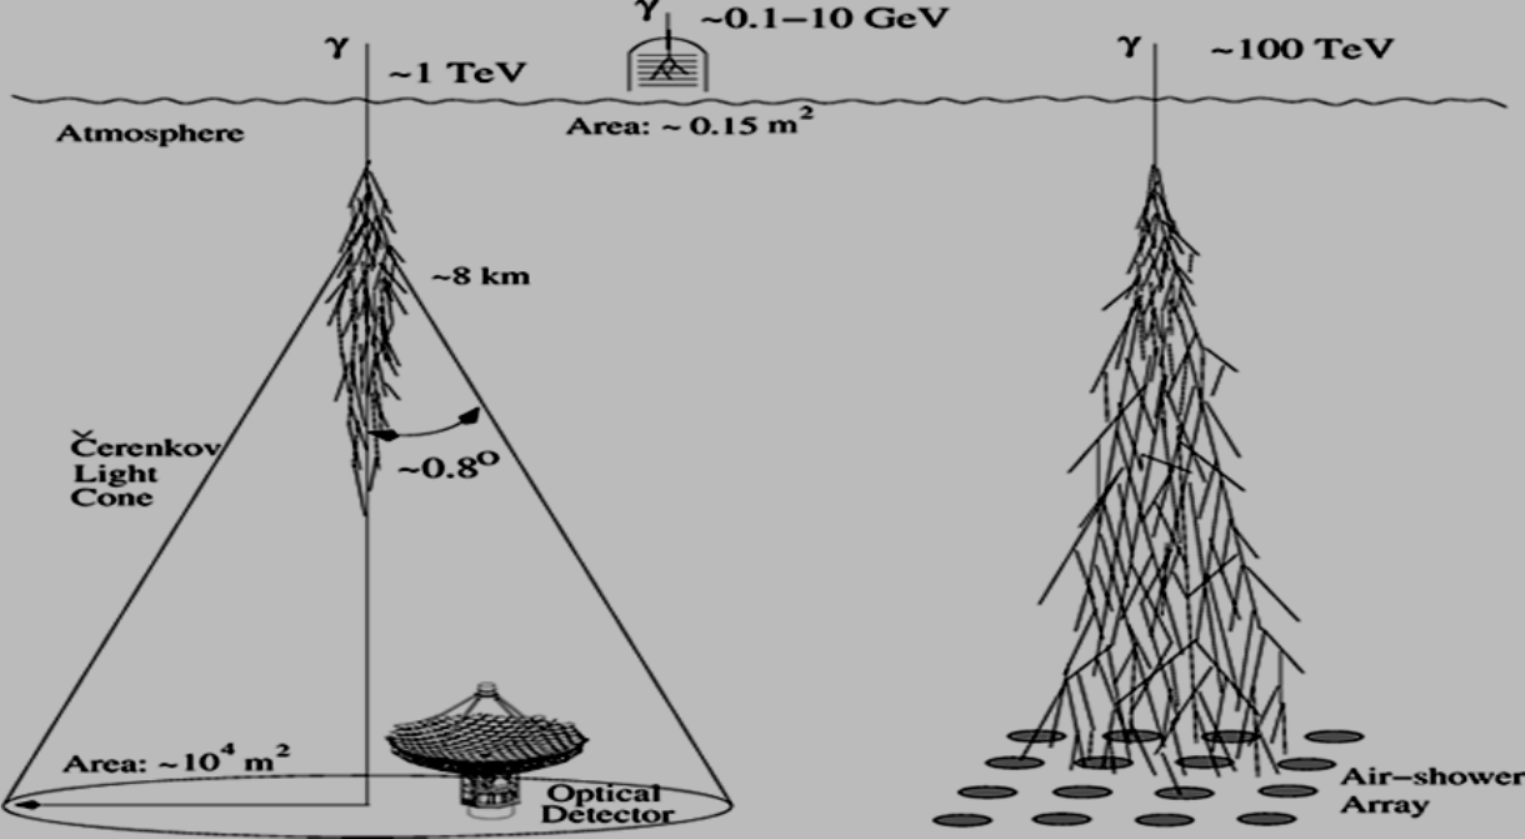 γ ~0.1–10 GeV
γ ~1 TeV
γ ~100 TeV
Atmosphere
Area: ~ 0.15 m²
~8 km
Čerenkov
Light
Cone
~0.8°
Area: ~10⁴ m²
Optical
Detector
Air–shower
Array